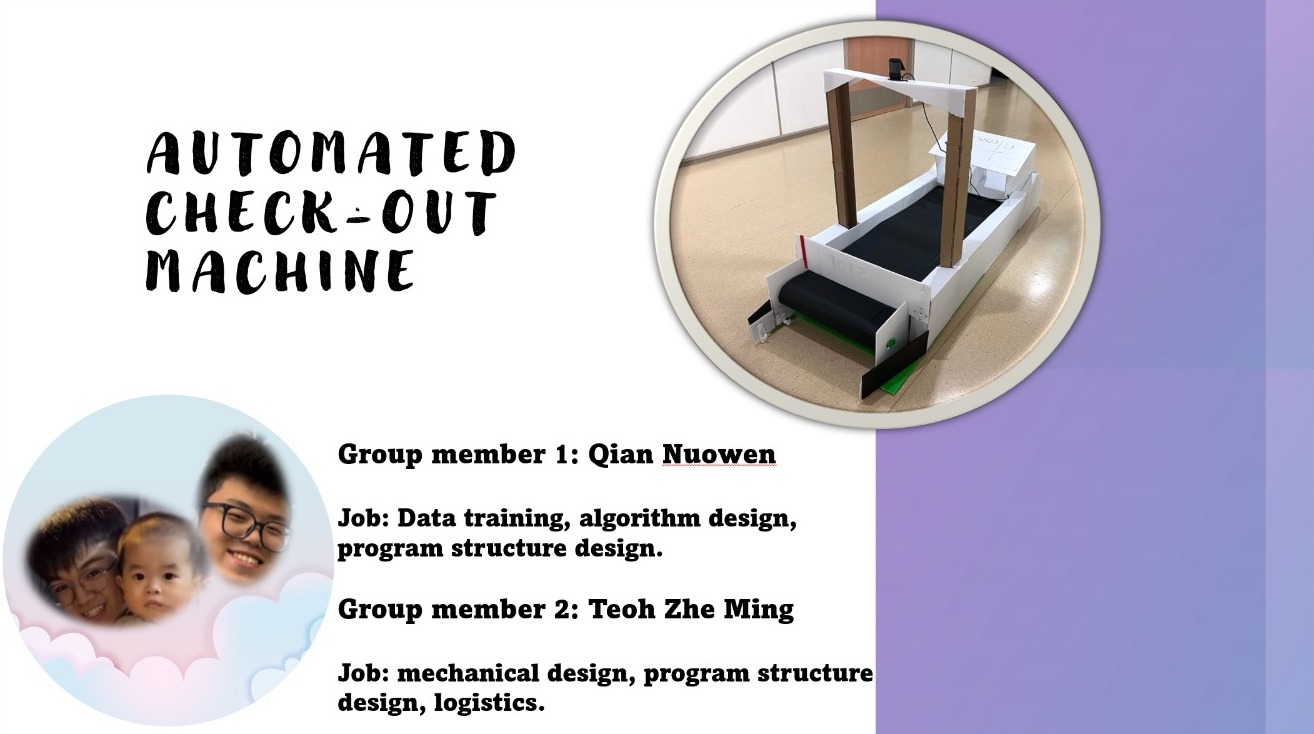 AUTOMATED
CHECK-OUT
MACHINE
Group member 1: Qian Nuowen
Job: Data training, algorithm design,
program structure design.
Group member 2: Teoh Zhe Ming
Job: mechanical design, program structure
design, logistics.